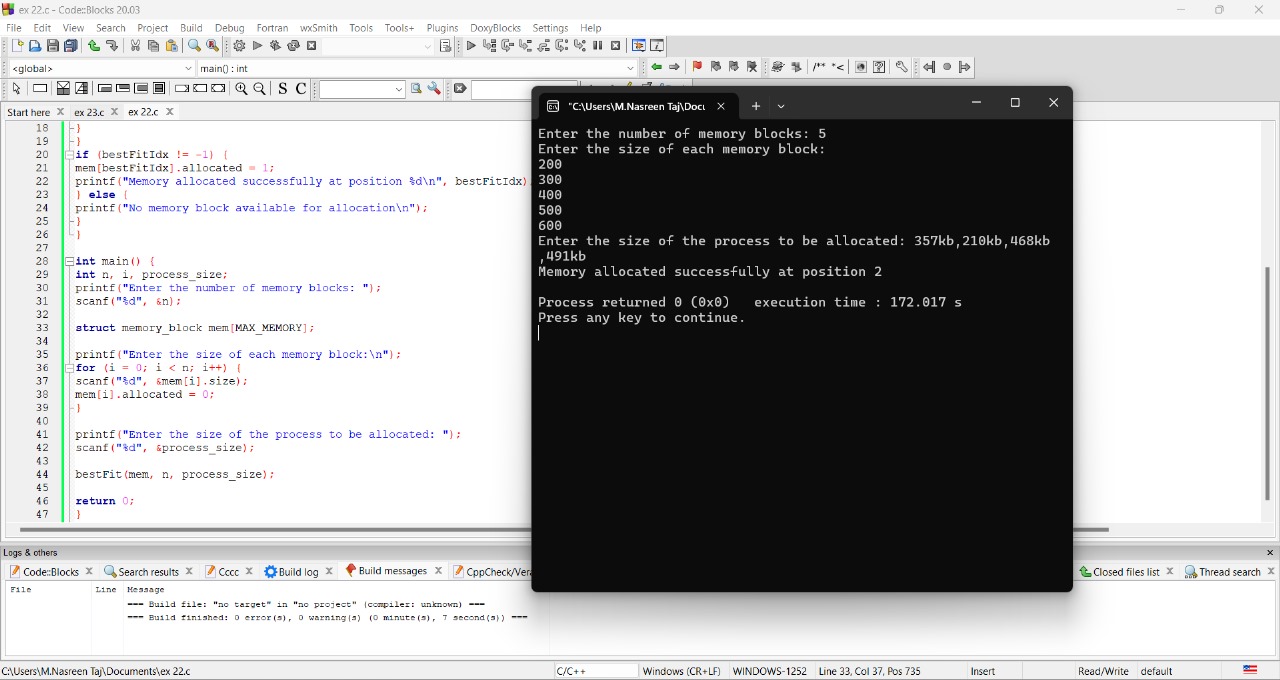 ex 22.c - Code::Blocks 20.03
File Edit View Search Project Build Debug Fortran wxSmith Tools Tools+ Plugins DoxyBlocks Settings Help
<global> main() : int
/** *<
S C
Start here ex 23.c ex 22.c
18 }
19 }
20 if (bestFitIdx != -1) {
21 mem[bestFitIdx].allocated = 1;
22 printf("Memory allocated successfully at position %d\n", bestFitIdx)
23 } else {
24 printf("No memory block available for allocation\n");
25 }
26 }
27
28 int main() {
29 int n, i, process_size;
30 printf("Enter the number of memory blocks: ");
31 scanf("%d", &n);
32
33 struct memory_block mem[MAX_MEMORY];
34
35 printf("Enter the size of each memory block:\n");
36 for (i = 0; i < n; i++) {
37 scanf("%d", &mem[i].size);
38 mem[i].allocated = 0;
39 }
40
41 printf("Enter the size of the process to be allocated: ");
42 scanf("%d", &process_size);
43
44 bestFit(mem, n, process_size);
45
46 return 0;
47 }
"C:\Users\M.Nasreen Taj\Docu
Enter the number of memory blocks: 5
Enter the size of each memory block:
200
300
400
500
600
Enter the size of the process to be allocated: 357kb,210kb,468kb
,491kb
Memory allocated successfully at position 2
Process returned 0 (0x0) execution time : 172.017 s
Press any key to continue.
Logs & others
Code::Blocks Search results Cccc Build log Build messages CppCheck/Vera Closed files list Thread search
File Line Message
=== Build file: "no target" in "no project" (compiler: unknown) ===
=== Build finished: 0 error(s), 0 warning(s) (0 minute(s), 7 second(s)) ===
C:\Users\M.Nasreen Taj\Documents\ex 22.c C/C++ Windows (CR+LF) WINDOWS-1252 Line 33, Col 37, Pos 735 Insert Read/Write default